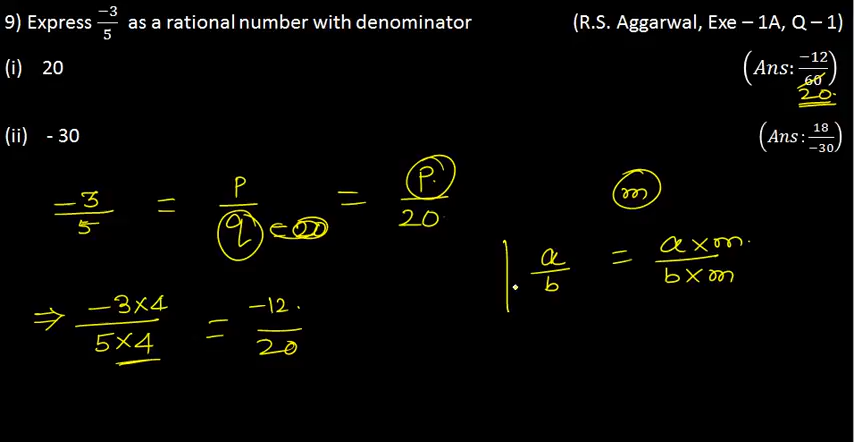 9) Express −3/5 as a rational number with denominator (R.S. Aggarwal, Exe – 1A, Q – 1)
(i) 20 (Ans: −12/60)
20.
(ii) - 30 (Ans: 18/−30)
−3/5 = P/q = P./20. m
a/b = a×m./b×m
⇒ −3×4/5×4 = −12./20